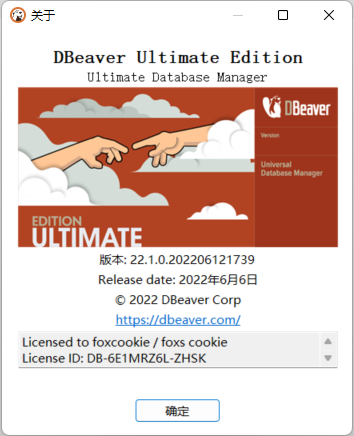 关于
DBeaver Ultimate Edition
Ultimate Database Manager
DBeaver
Version
Universal
Database Manager
EDITION
ULTIMATE
版本: 22.1.0.202206121739
Release date: 2022年6月6日
© 2022 DBeaver Corp
https://dbeaver.com/
Licensed to foxcookie / foxs cookie
License ID: DB-6E1MRZ6L-ZHSK
确定